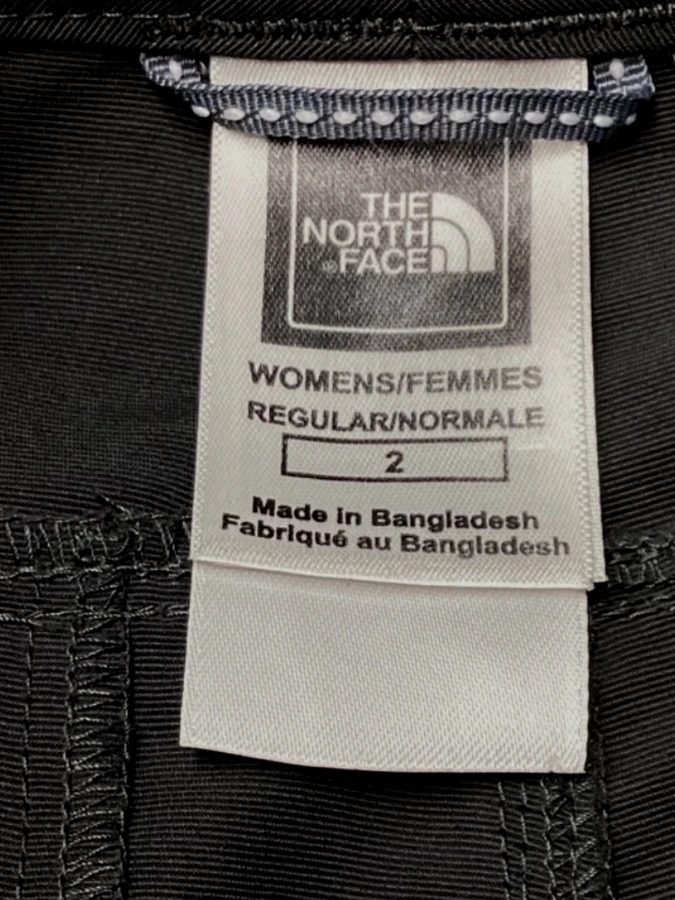 THE
NORTH
®FACE
WOMENS/FEMMES
REGULAR/NORMALE
2
Made in Bangladesh
Fabriqué au Bangladesh